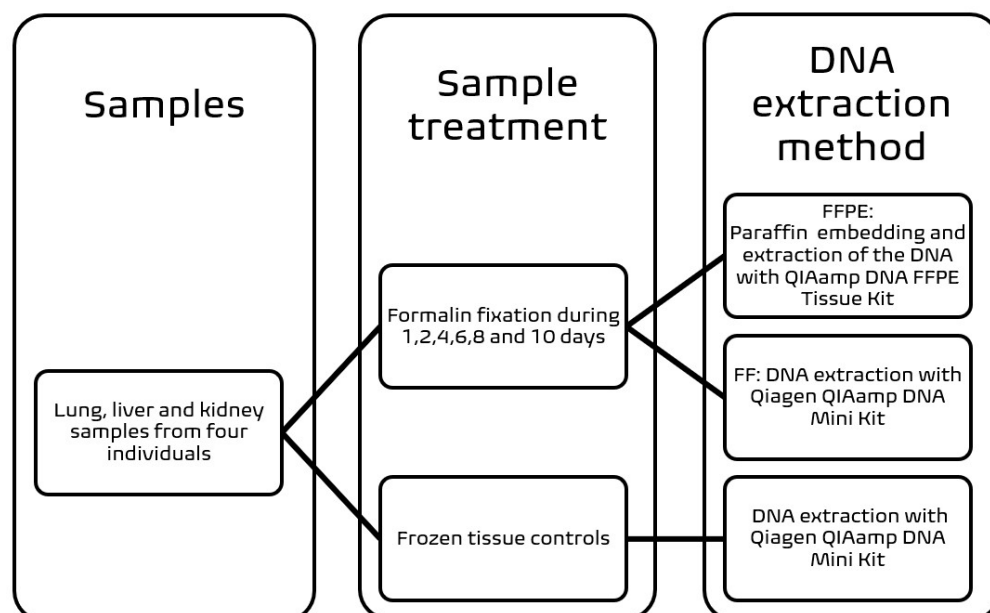 Samples
Lung, liver and kidney
samples from four
individuals
Sample
treatment
Formalin fixation during
1,2,4,6,8 and 10 days
Frozen tissue controls
DNA
extraction
method
FFPE:
Paraffin embedding and
extraction of the DNA
with QIAamp DNA FFPE
Tissue Kit
FF: DNA extraction with
Qiagen QIAamp DNA
Mini Kit
DNA extraction with
Qiagen QIAamp DNA
Mini Kit